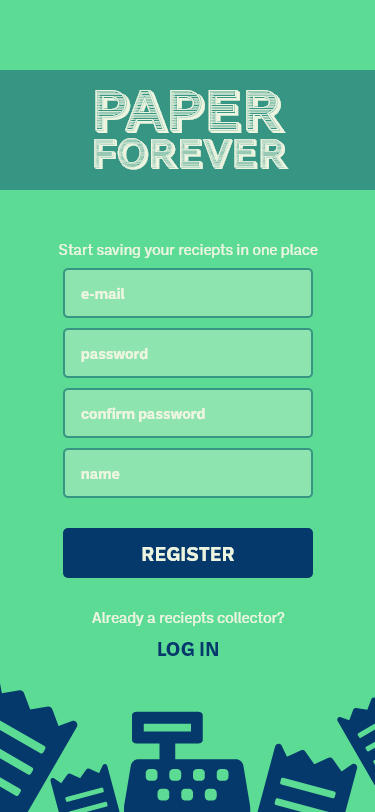 PAPER
FOREVER
Start saving your reciepts in one place
e-mail
password
confirm password
name
REGISTER
Already a reciepts collector?
LOG IN